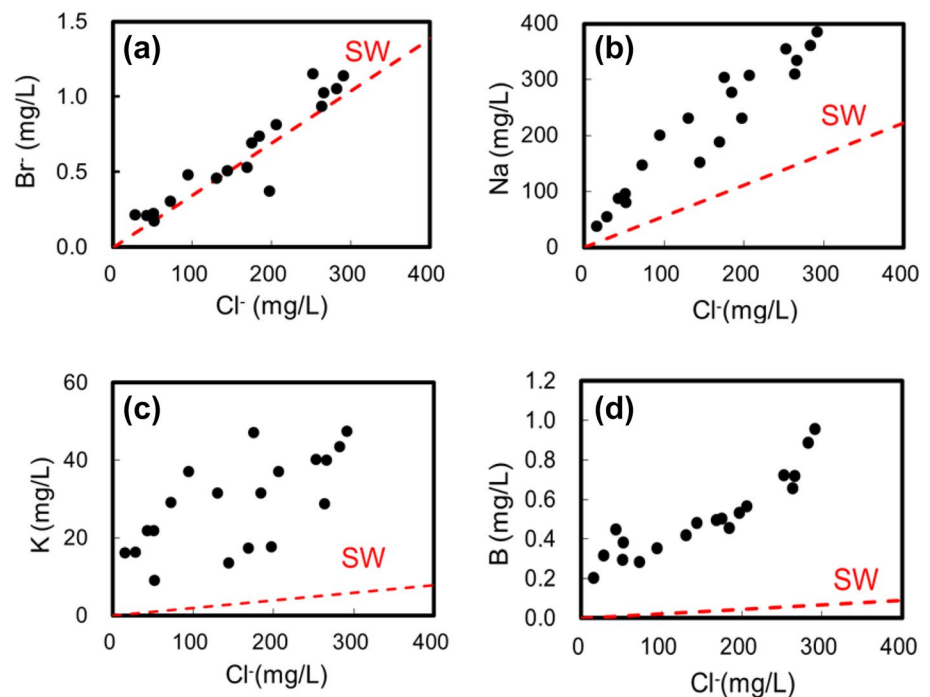 (a)
SW
1.5
1.0
0.5
0.0
Br- (mg/L)
0 100 200 300 400
Cl- (mg/L)
(b)
SW
400
300
200
100
0
Na (mg/L)
0 100 200 300 400
Cl-(mg/L)
(c)
SW
60
40
20
0
K (mg/L)
0 100 200 300 400
Cl-(mg/L)
(d)
SW
1.2
1.0
0.8
0.6
0.4
0.2
0.0
B (mg/L)
0 100 200 300 400
Cl-(mg/L)